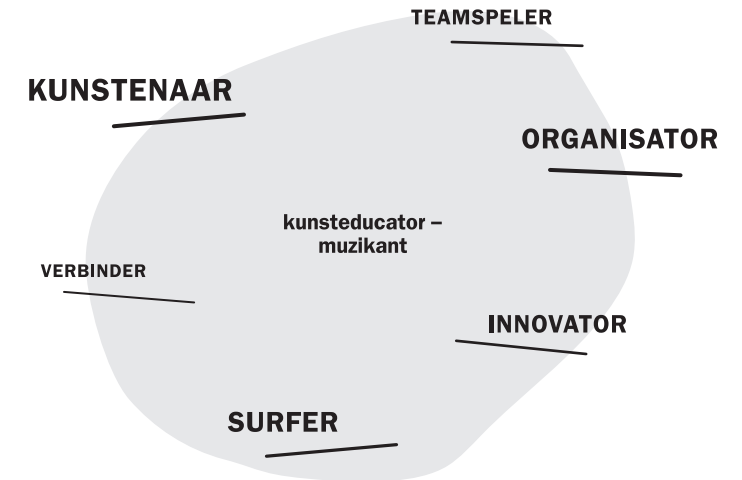 TEAMSPELER
KUNSTENAAR
ORGANISATOR
kunsteducator –
muzikant
VERBINDER
INNOVATOR
SURFER